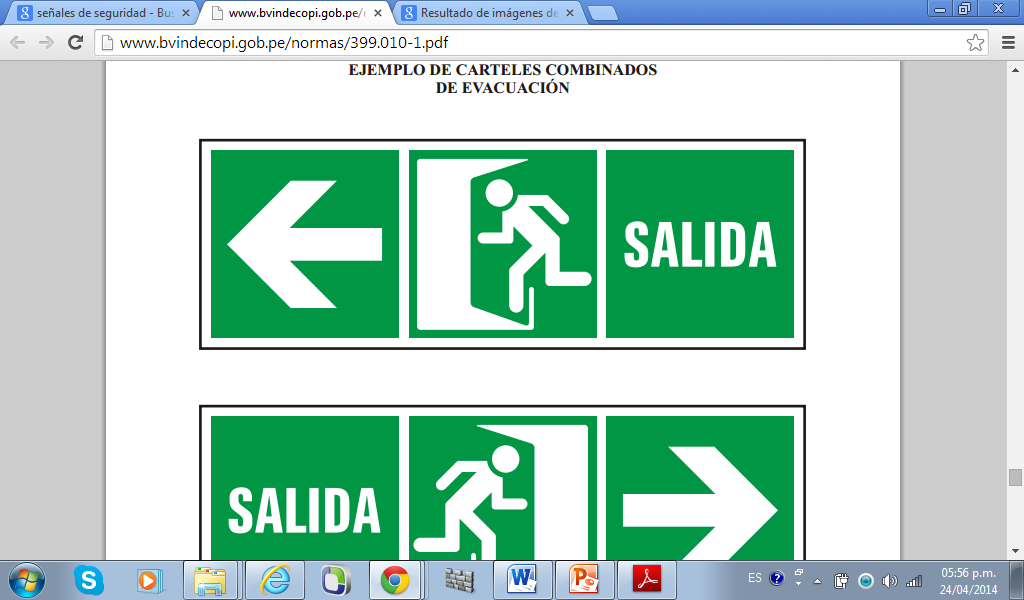 señales de seguridad - Bus
www.bvindecopi.gob.pe/
Resultado de imágenes de
www.bvindecopi.gob.pe/normas/399.010-1.pdf
EJEMPLO DE CARTELES COMBINADOS
DE EVACUACIÓN
SALIDA
SALIDA
ES
05:56 p.m.
24/04/2014